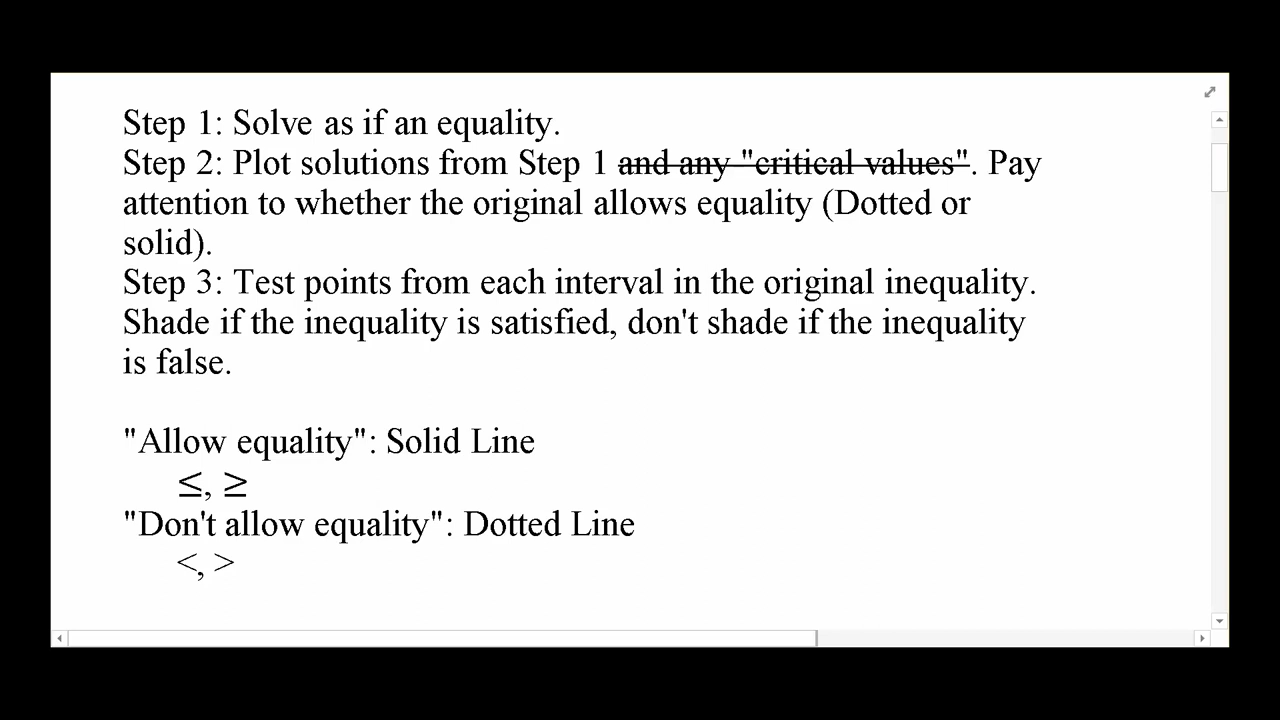 Step 1: Solve as if an equality.
Step 2: Plot solutions from Step 1 and any "critical values". Pay
attention to whether the original allows equality (Dotted or
solid).
Step 3: Test points from each interval in the original inequality.
Shade if the inequality is satisfied, don't shade if the inequality
is false.
"Allow equality": Solid Line
≤, ≥
"Don't allow equality": Dotted Line
<, >